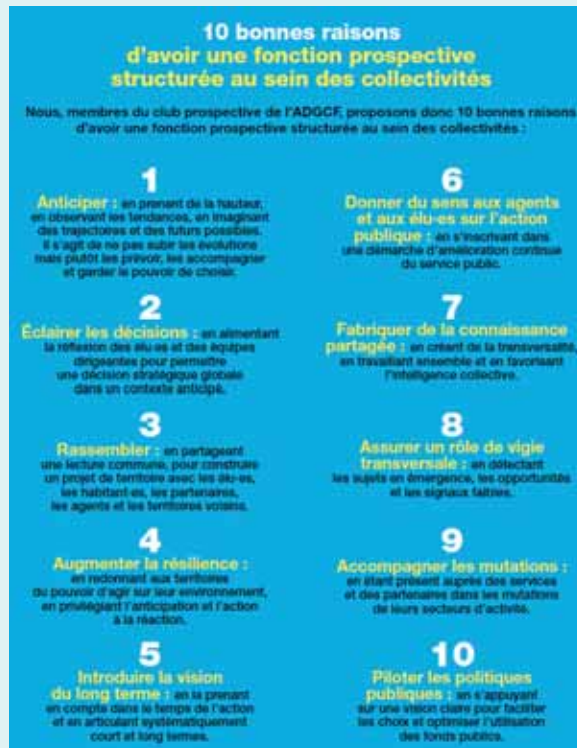 10 bonnes raisons
d'avoir une fonction prospective
structurée au sein des collectivités
Nous, membres du club prospective de l'ADGCF, proposons donc 10 bonnes raisons
d'avoir une fonction prospective structurée au sein des collectivités :
1
Anticiper : en prenant de la hauteur,
en observant les tendances, en imaginant
des trajectoires et des futurs possibles.
Il s'agit de ne pas subir les évolutions
mais plutôt les prévoir, les accompagner
et garder le pouvoir de choisir.
2
Éclairer les décisions : en alimentant
la réflexion des élu-es et des équipes
dirigeantes pour permettre
une décision stratégique globale
dans un contexte anticipé.
3
Rassembler : en partageant
une lecture commune, pour construire
un projet de territoire avec les élu-es,
les habitant-es, les partenaires,
les agents et les territoires voisins.
4
Augmenter la résilience :
en redonnant aux territoires
du pouvoir d'agir sur leur environnement,
en privilégiant l'anticipation et l'action
à la réaction.
5
Introduire la vision
du long terme : en la prenant
en compte dans le temps de l'action
et en articulant systématiquement
court et long termes.
6
Donner du sens aux agents
et aux élu-es sur l'action
publique : en s'inscrivant dans
une démarche d'amélioration continue
du service public.
7
Fabriquer de la connaissance
partagée : en créant de la transversalité,
en travaillant ensemble et en favorisant
l'intelligence collective.
8
Assurer un rôle de vigie
transversale : en détectant
les sujets en émergence, les opportunités
et les signaux faibles.
9
Accompagner les mutations :
en étant présent auprès des services
et des partenaires dans les mutations
de leurs secteurs d'activité.
10
Piloter les politiques
publiques : en s'appuyant
sur une vision claire pour faciliter
les choix et optimiser l'utilisation
des fonds publics.